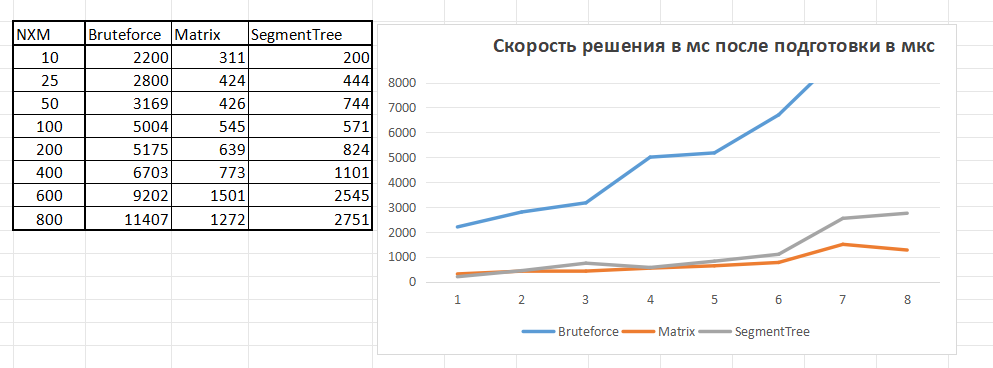 NXM Bruteforce Matrix SegmentTree
10 2200 311 200
25 2800 424 444
50 3169 426 744
100 5004 545 571
200 5175 639 824
400 6703 773 1101
600 9202 1501 2545
800 11407 1272 2751
Скорость решения в мс после подготовки в мкс
8000
7000
6000
5000
4000
3000
2000
1000
0
1 2 3 4 5 6 7 8
Bruteforce Matrix SegmentTree